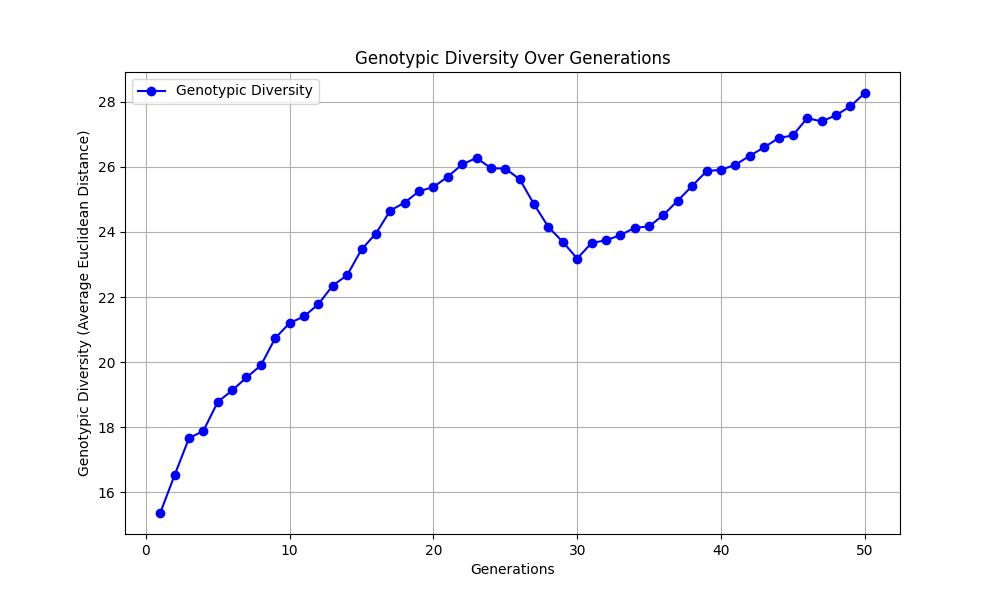 Genotypic Diversity Over Generations
Genotypic Diversity
Genotypic Diversity (Average Euclidean Distance)
28
26
24
22
20
18
16
0 10 20 30 40 50
Generations